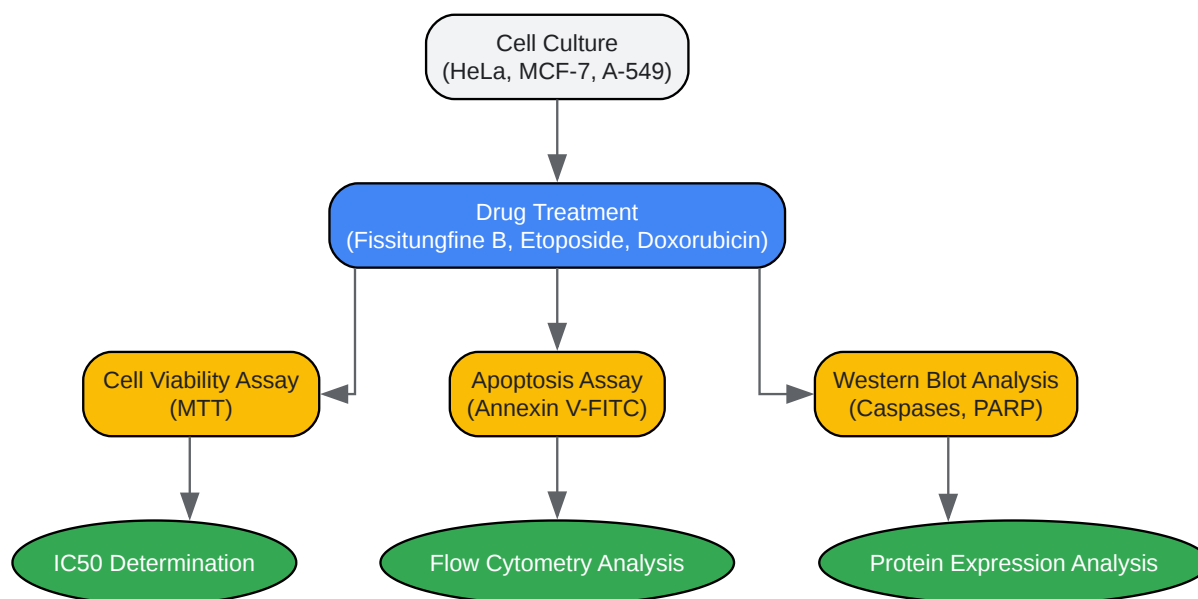 Cell Culture
(HeLa, MCF-7, A-549)
Drug Treatment
(Fissitungfine B, Etoposide, Doxorubicin)
Cell Viability Assay
(MTT)
Apoptosis Assay
(Annexin V-FITC)
Western Blot Analysis
(Caspases, PARP)
IC50 Determination
Flow Cytometry Analysis
Protein Expression Analysis